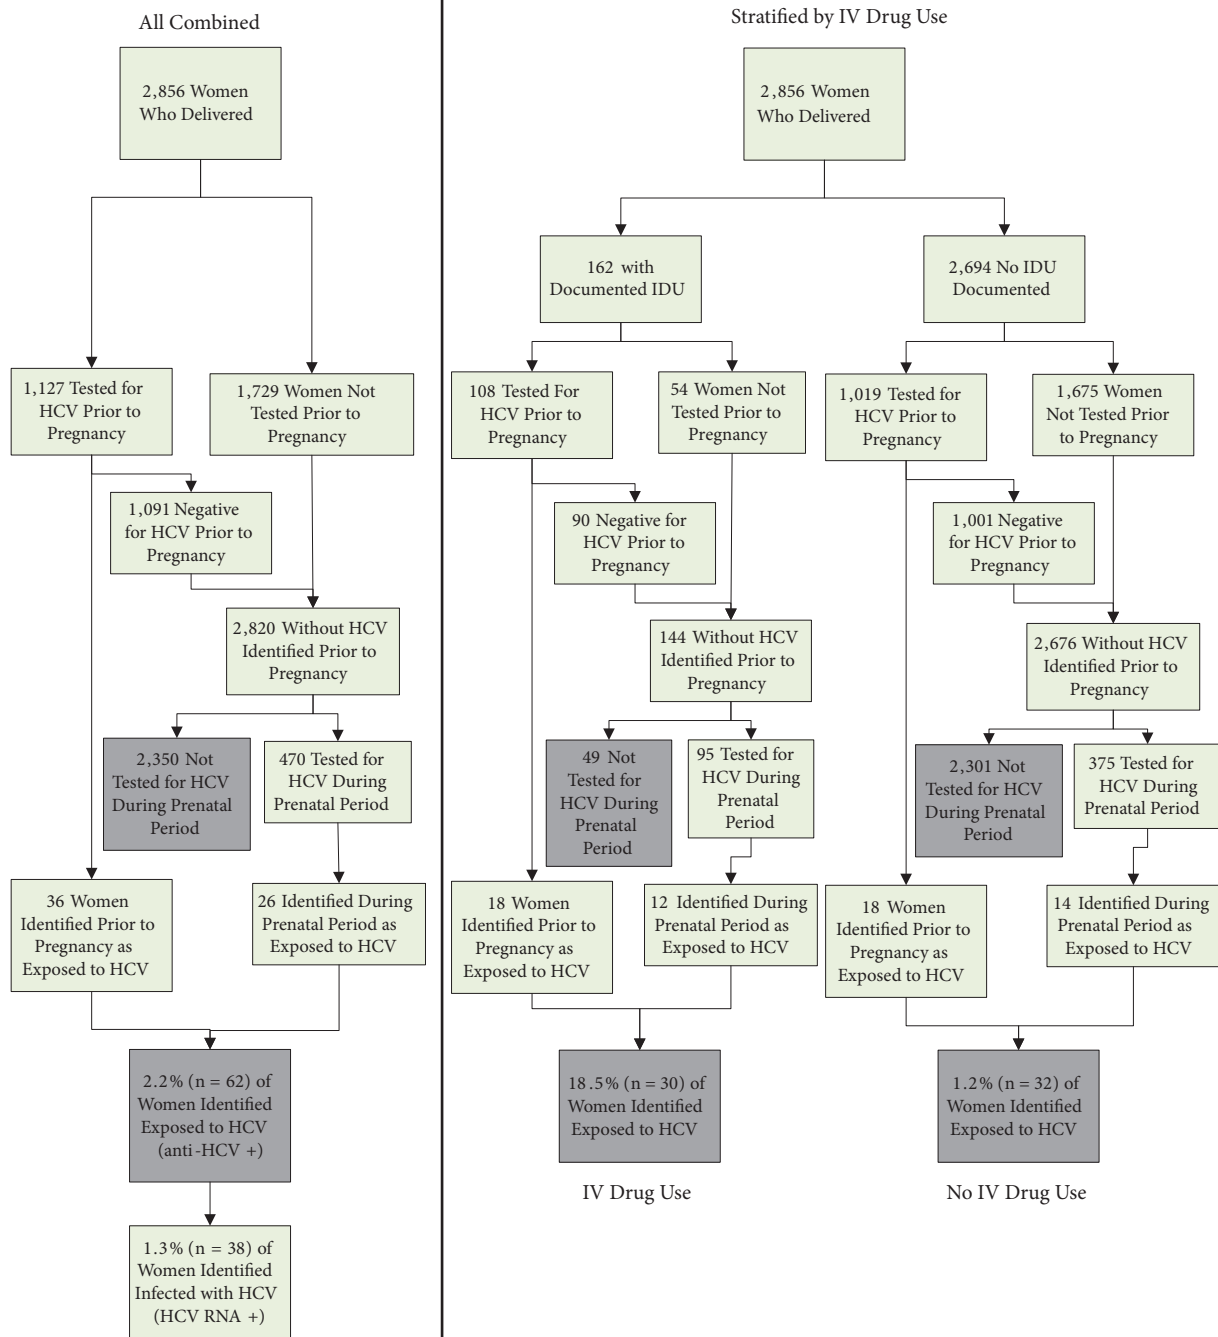 All Combined
2,856 Women
Who Delivered
1,127 Tested for
HCV Prior to
Pregnancy
1,729 Women Not
Tested Prior to
Pregnancy
1,091 Negative
for HCV Prior to
Pregnancy
2,820 Without HCV
Identified Prior to
Pregnancy
2,350 Not
Tested for HCV
During Prenatal
Period
470 Tested for
HCV During
Prenatal Period
36 Women
Identified Prior to
Pregnancy as
Exposed to HCV
26 Identified During
Prenatal Period as
Exposed to HCV
2.2% (n = 62) of
Women Identified
Exposed to HCV
(anti-HCV +)
1.3% (n = 38) of
Women Identified
Infected with HCV
(HCV RNA +)
Stratified by IV Drug Use
2,856 Women
Who Delivered
162 with
Documented IDU
2,694 No IDU
Documented
108 Tested For
HCV Prior to
Pregnancy
54 Women Not
Tested Prior to
Pregnancy
90 Negative for
HCV Prior to
Pregnancy
144 Without HCV
Identified Prior to
Pregnancy
49 Not
Tested for
HCV During
Prenatal
Period
95 Tested for
HCV During
Prenatal
Period
18 Women
Identified Prior to
Pregnancy as
Exposed to HCV
12 Identified During
Prenatal Period as
Exposed to HCV
18.5% (n = 30) of
Women Identified
Exposed to HCV
IV Drug Use
1,019 Tested for
HCV Prior to
Pregnancy
1,675 Women
Not Tested Prior
to Pregnancy
1,001 Negative
for HCV Prior to
Pregnancy
2,676 Without HCV
Identified Prior to
Pregnancy
2,301 Not
Tested for HCV
During Prenatal
Period
375 Tested for
HCV During
Prenatal Period
18 Women
Identified Prior to
Pregnancy as
Exposed to HCV
14 Identified During
Prenatal Period as
Exposed to HCV
1.2% (n = 32) of
Women Identified
Exposed to HCV
No IV Drug Use